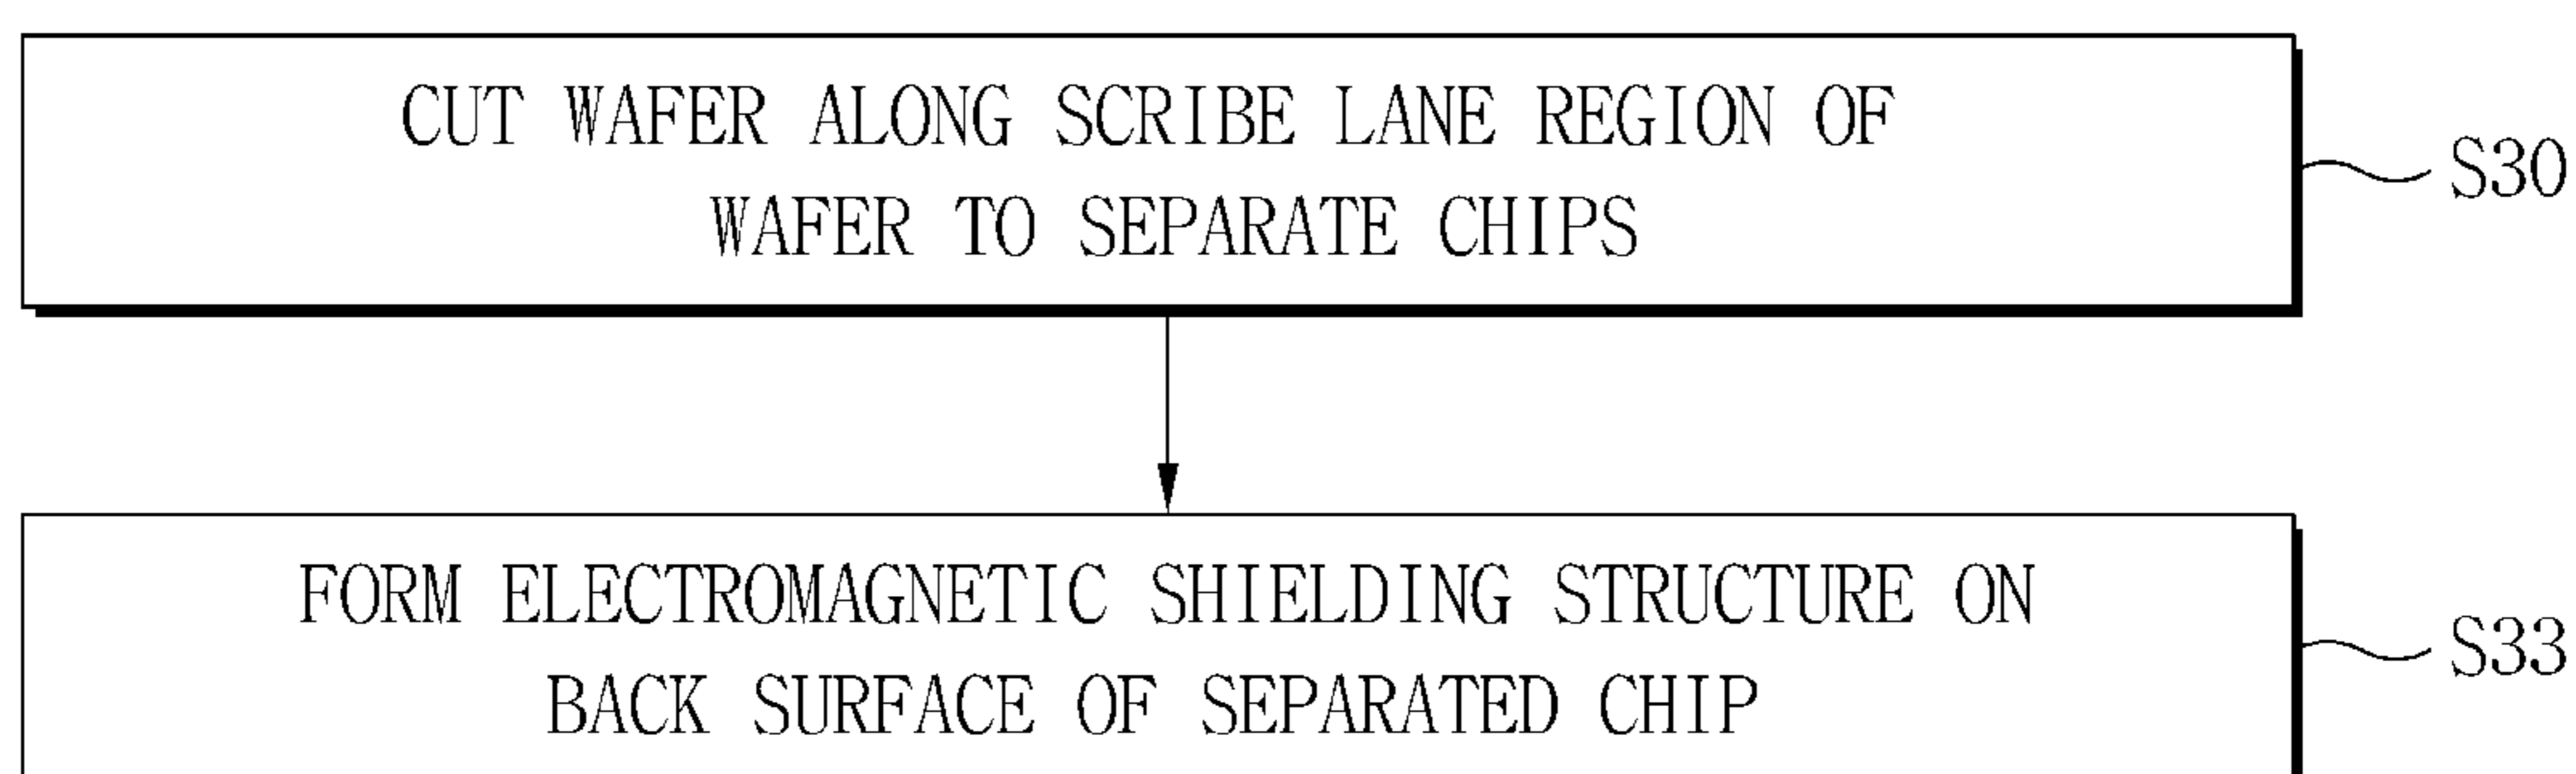 CUT WAFER ALONG SCRIBE LANE REGION OF
WAFER TO SEPARATE CHIPS
S30
FORM ELECTROMAGNETIC SHIELDING STRUCTURE ON
BACK SURFACE OF SEPARATED CHIP
S33